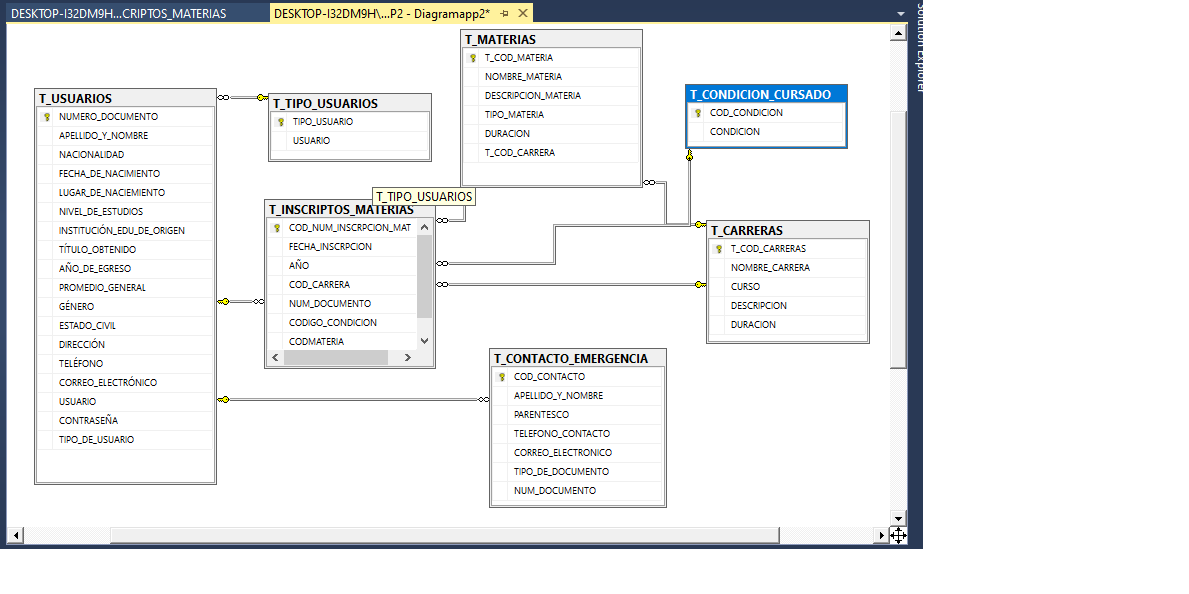 DESKTOP-I32DM9H...CRIPTOS_MATERIAS
DESKTOP-I32DM9H\...P2 - Diagramapp2*
Solution Explorer
T_USUARIOS
NUMERO_DOCUMENTO
APELLIDO_Y_NOMBRE
NACIONALIDAD
FECHA_DE_NACIMIENTO
LUGAR_DE_NACIEMIENTO
NIVEL_DE_ESTUDIOS
INSTITUCIÓN_EDU_DE_ORIGEN
TÍTULO_OBTENIDO
AÑO_DE_EGRESO
PROMEDIO_GENERAL
GÉNERO
ESTADO_CIVIL
DIRECCIÓN
TELÉFONO
CORREO_ELECTRÓNICO
USUARIO
CONTRASEÑA
TIPO_DE_USUARIO
T_TIPO_USUARIOS
TIPO_USUARIO
USUARIO
T_MATERIAS
T_COD_MATERIA
NOMBRE_MATERIA
DESCRIPCION_MATERIA
TIPO_MATERIA
DURACION
T_COD_CARRERA
T_CONDICION_CURSADO
COD_CONDICION
CONDICION
T_TIPO_USUARIOS
T_INSCRIPTOS_MATERIAS
COD_NUM_INSCRPCION_MAT
FECHA_INSCRPCION
AÑO
COD_CARRERA
NUM_DOCUMENTO
CODIGO_CONDICION
CODMATERIA
T_CARRERAS
T_COD_CARRERAS
NOMBRE_CARRERA
CURSO
DESCRIPCION
DURACION
T_CONTACTO_EMERGENCIA
COD_CONTACTO
APELLIDO_Y_NOMBRE
PARENTESCO
TELEFONO_CONTACTO
CORREO_ELECTRONICO
TIPO_DE_DOCUMENTO
NUM_DOCUMENTO